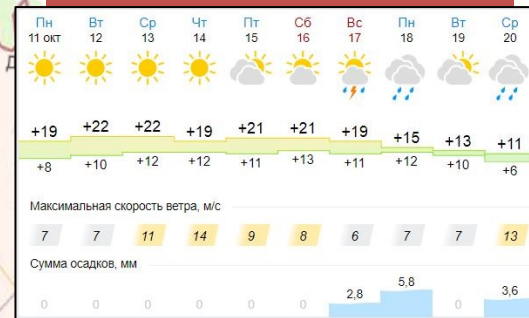 Пн Вт Ср Чт Пт Сб Вс Пн Вт Ср
11 окт 12 13 14 15 16 17 18 19 20
+19 +22 +22 +19 +21 +21 +19 +15 +13 +11
+8 +10 +12 +12 +11 +13 +11 +12 +10 +6
Максимальная скорость ветра, м/с
7 7 11 14 9 8 6 7 7 13
Сумма осадков, мм
0 0 0 0 0 0 2,8 5,8 0 3,6